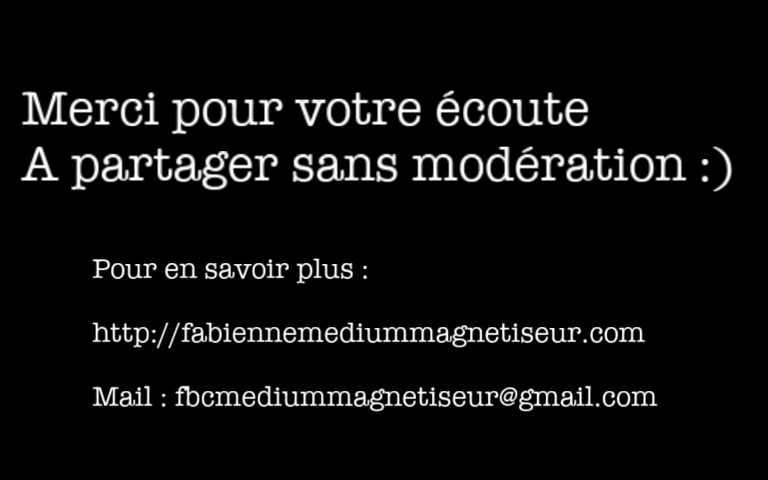 Merci pour votre écoute
A partager sans modération :)
Pour en savoir plus :
http://fabiennemediummagnetiseur.com
Mail : fbcmediummagnetiseur@gmail.com